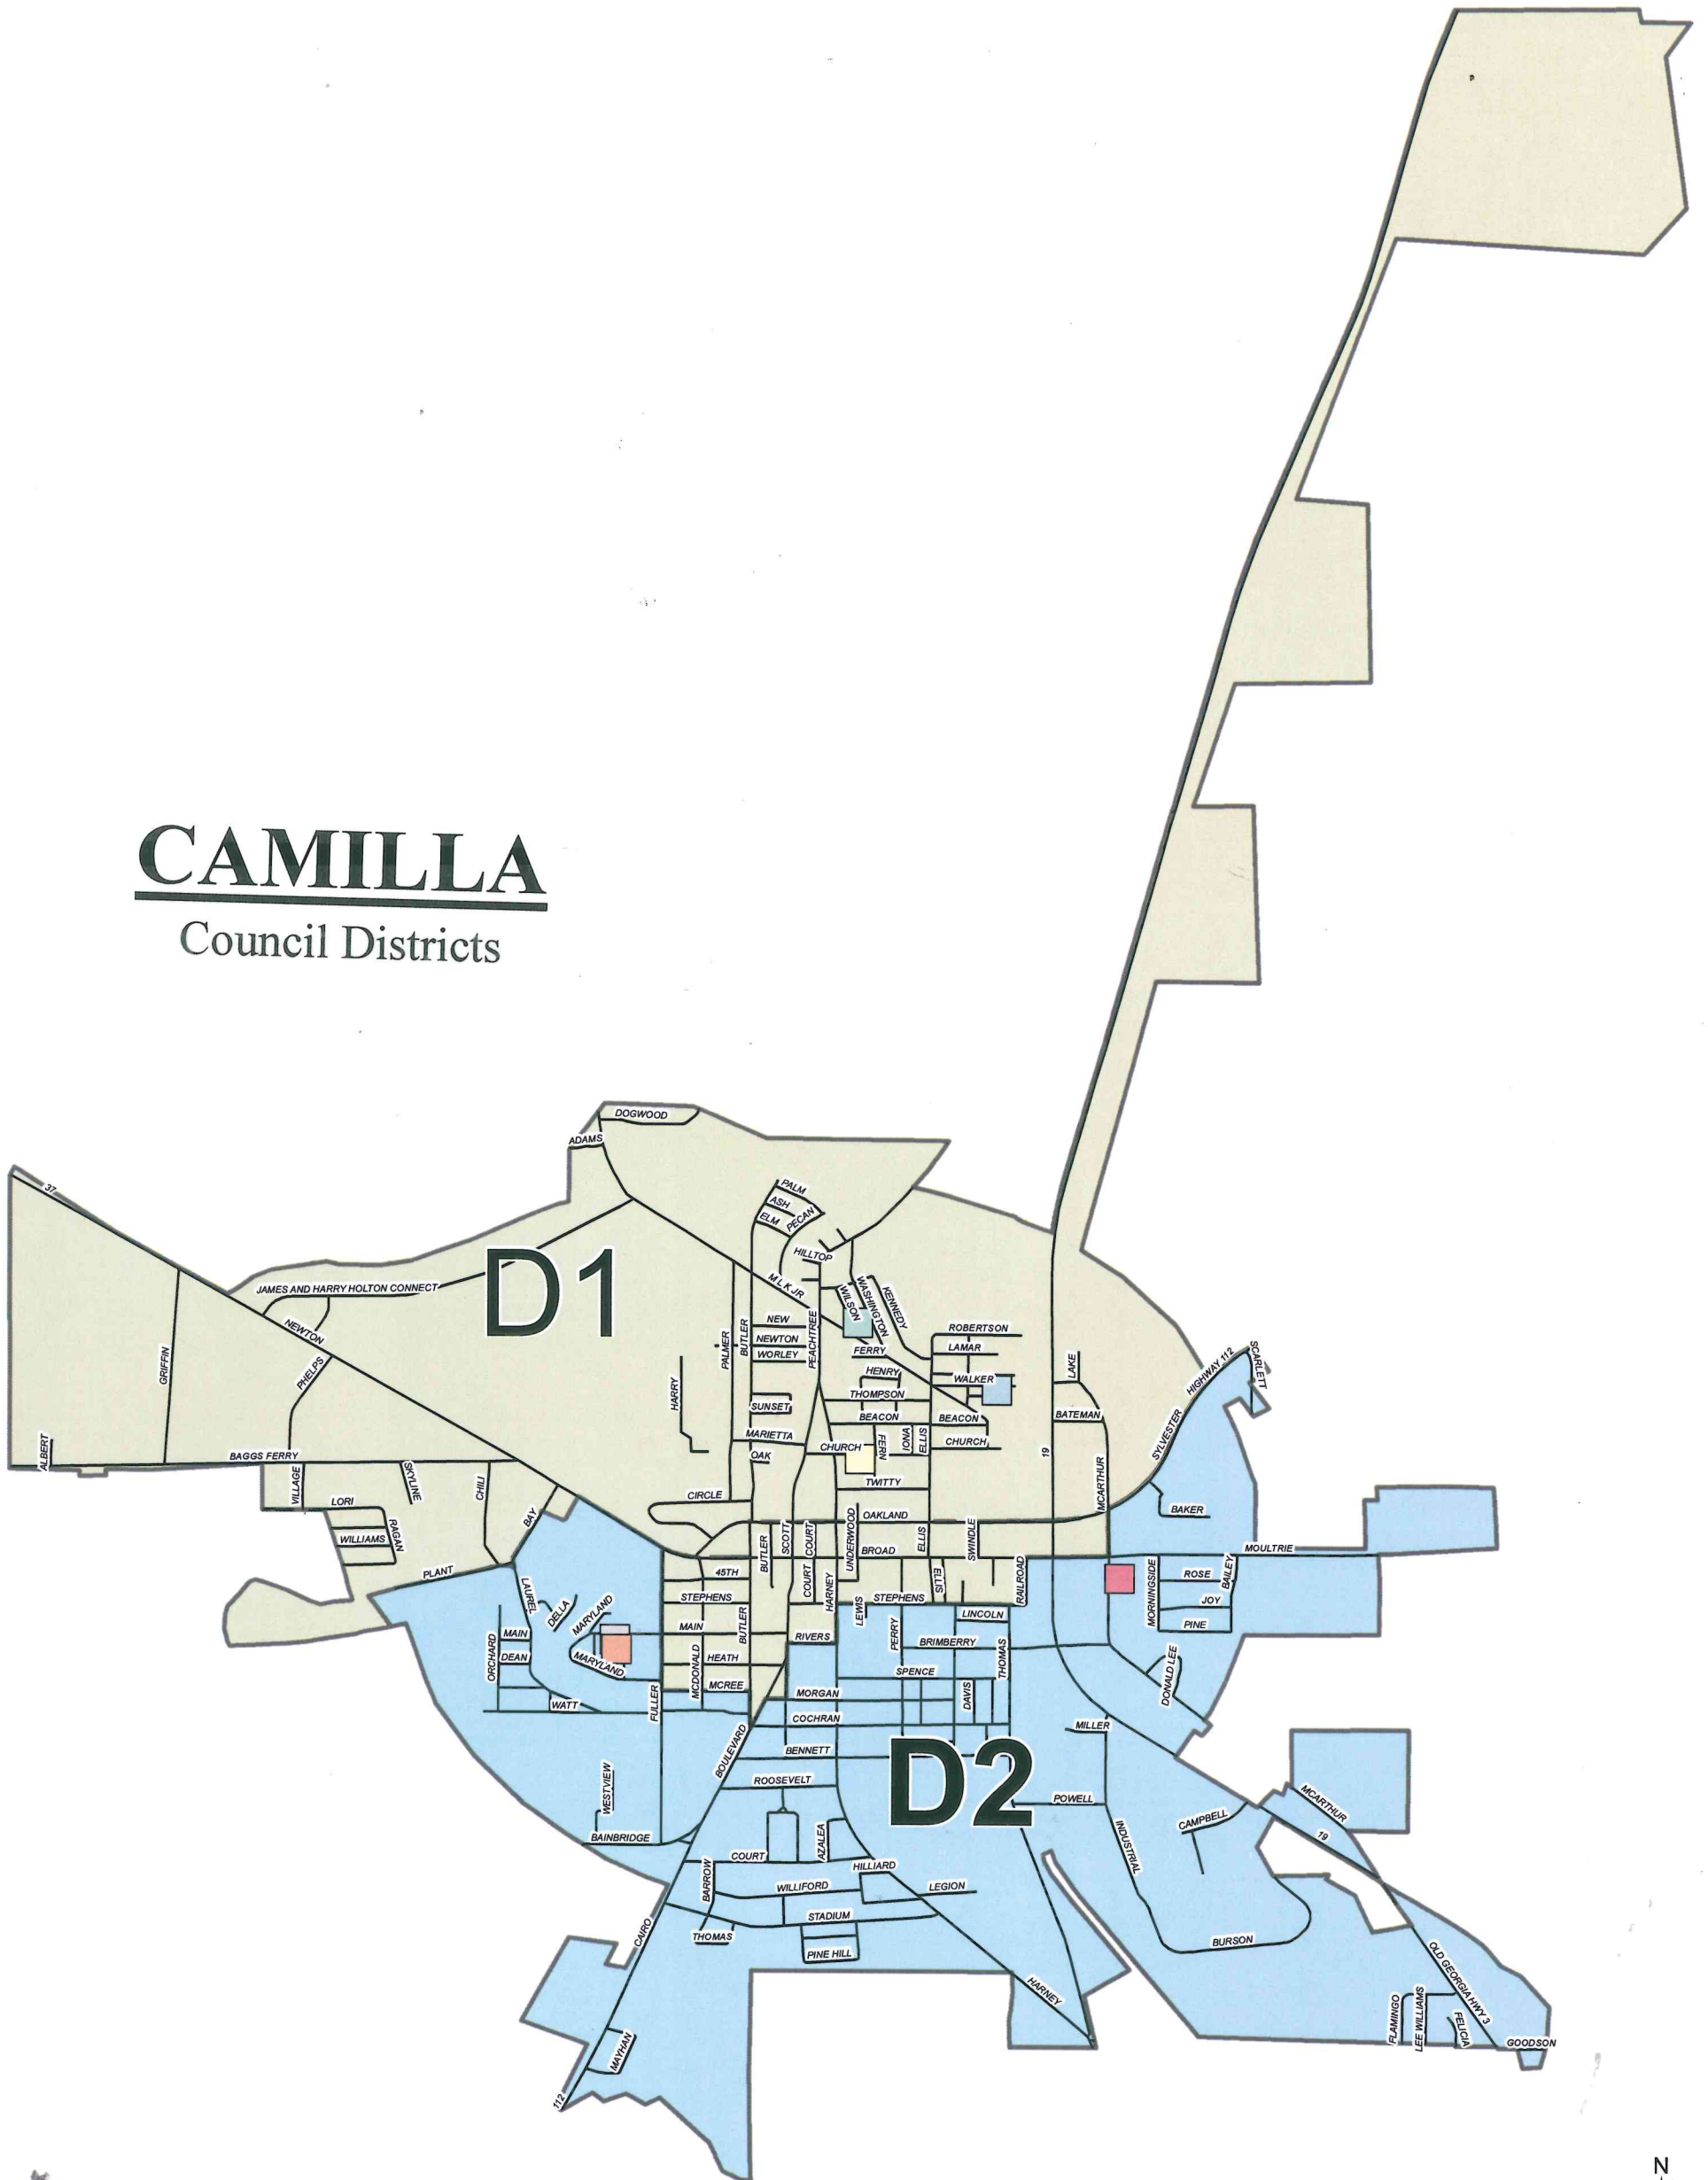 CAMILLA
Council Districts
DOGWOOD
ADAMS
37
PALM
ASH
ELM
PECAN
D1
HILLTOP
JAMES AND HARRY HOLTON CONNECT
M L K JR
WILSON
WASHINGTON
KENNEDY
NEWTON
NEW
NEWTON
WORLEY
PALMER
BUTLER
PEACHTREE
FERRY
ROBERTSON
LAMAR
GRIFFIN
PHELPS
HARRY
HENRY
WALKER
LAKE
HIGHWAY 112
SCARLETT
THOMPSON
SUNSET
BEACON
BEACON
BATEMAN
SYLVESTER
MARIETTA
CHURCH
FERN
IONA
ELLIS
CHURCH
19
ALBERT
BAGGS FERRY
OAK
TWITTY
MCARTHUR
VILLAGE
SKYLINE
CHILI
LORI
CIRCLE
BAKER
RAGAN
BAY
OAKLAND
WILLIAMS
BUTLER
SCOTT
COURT
UNDERWOOD
BROAD
ELLIS
SWINDLE
MOULTRIE
PLANT
45TH
COURT
HARNEY
ELLIS
RAILROAD
MORNINGSIDE
ROSE
BAILEY
LAUREL
DELLA
MARYLAND
STEPHENS
STEPHENS
LEWIS
LINCOLN
JOY
PINE
MAIN
MAIN
BUTLER
RIVERS
PERRY
BRIMBERRY
THOMAS
ORCHARD
DEAN
MARYLAND
MCDONALD
HEATH
SPENCE
DONALD LEE
MCREE
MORGAN
DAVIS
WATT
FULLER
COCHRAN
MILLER
BOULEVARD
BENNETT
D2
ROOSEVELT
WESTVIEW
POWELL
MCARTHUR
CAMPBELL
19
BAINBRIDGE
AZALEA
INDUSTRIAL
COURT
HILLIARD
BARROW
WILLIFORD
LEGION
STADIUM
CAIRO
THOMAS
PINE HILL
BURSON
OLD GEORGIA HWY 3
HARNEY
FLAMINGO
LEE WILLIAMS
FELICIA
GOODSON
MAYHAN
112
N